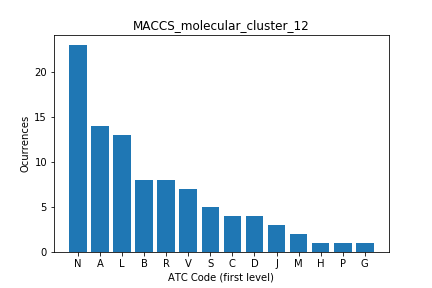 MACCS_molecular_cluster_12
Ocurrences
20
15
10
5
0
N A L B R V S C D J M H P G
ATC Code (first level)